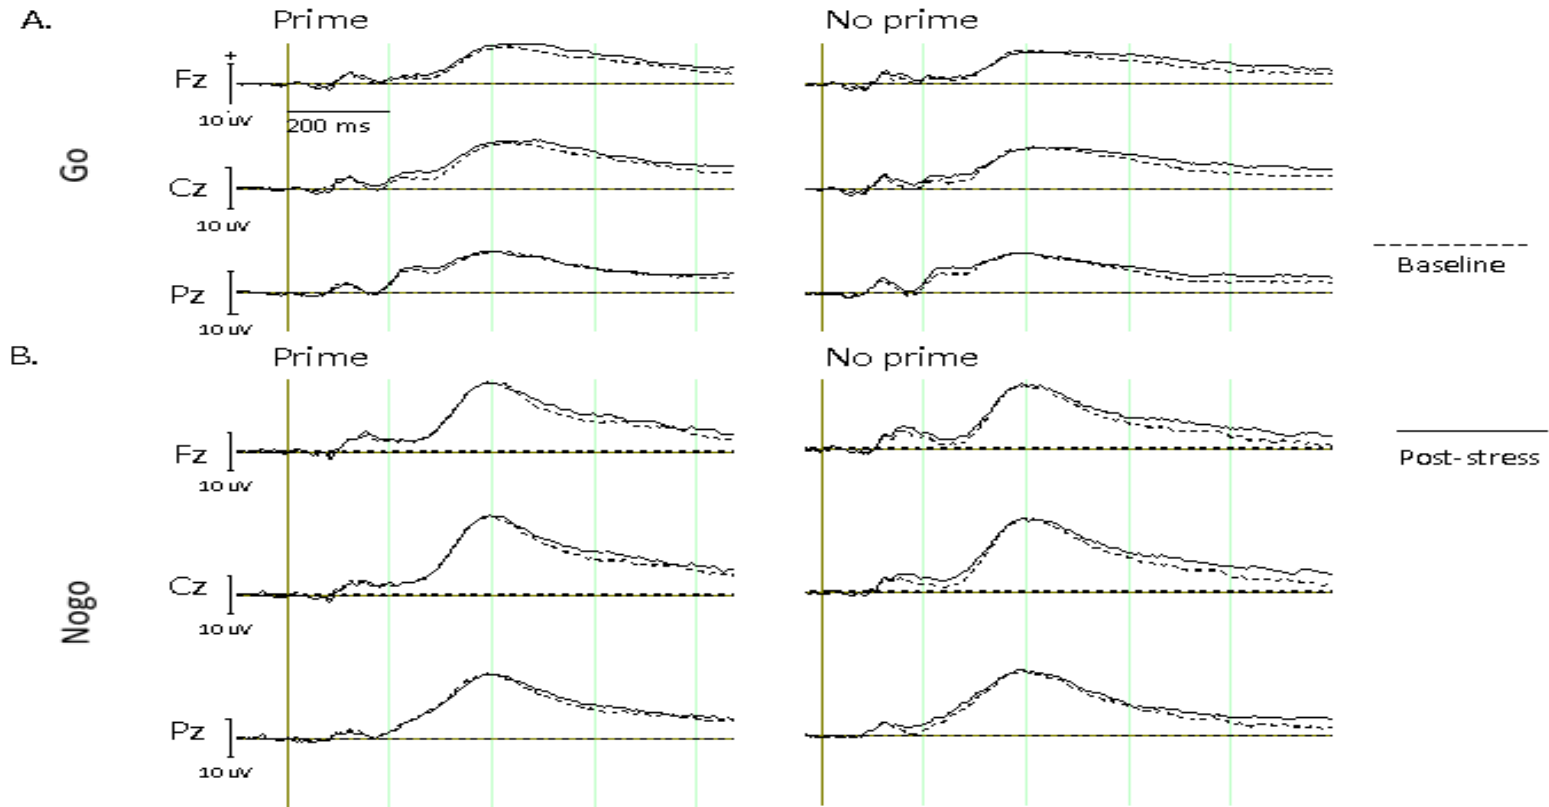 A.
Prime
No prime
+
Fz
10 uV
200 ms
Go
Cz
10 uV
Pz
10 uV
Baseline
B.
Prime
No prime
Fz
10 uV
Post-stress
Nogo
Cz
10 uV
Pz
10 uV